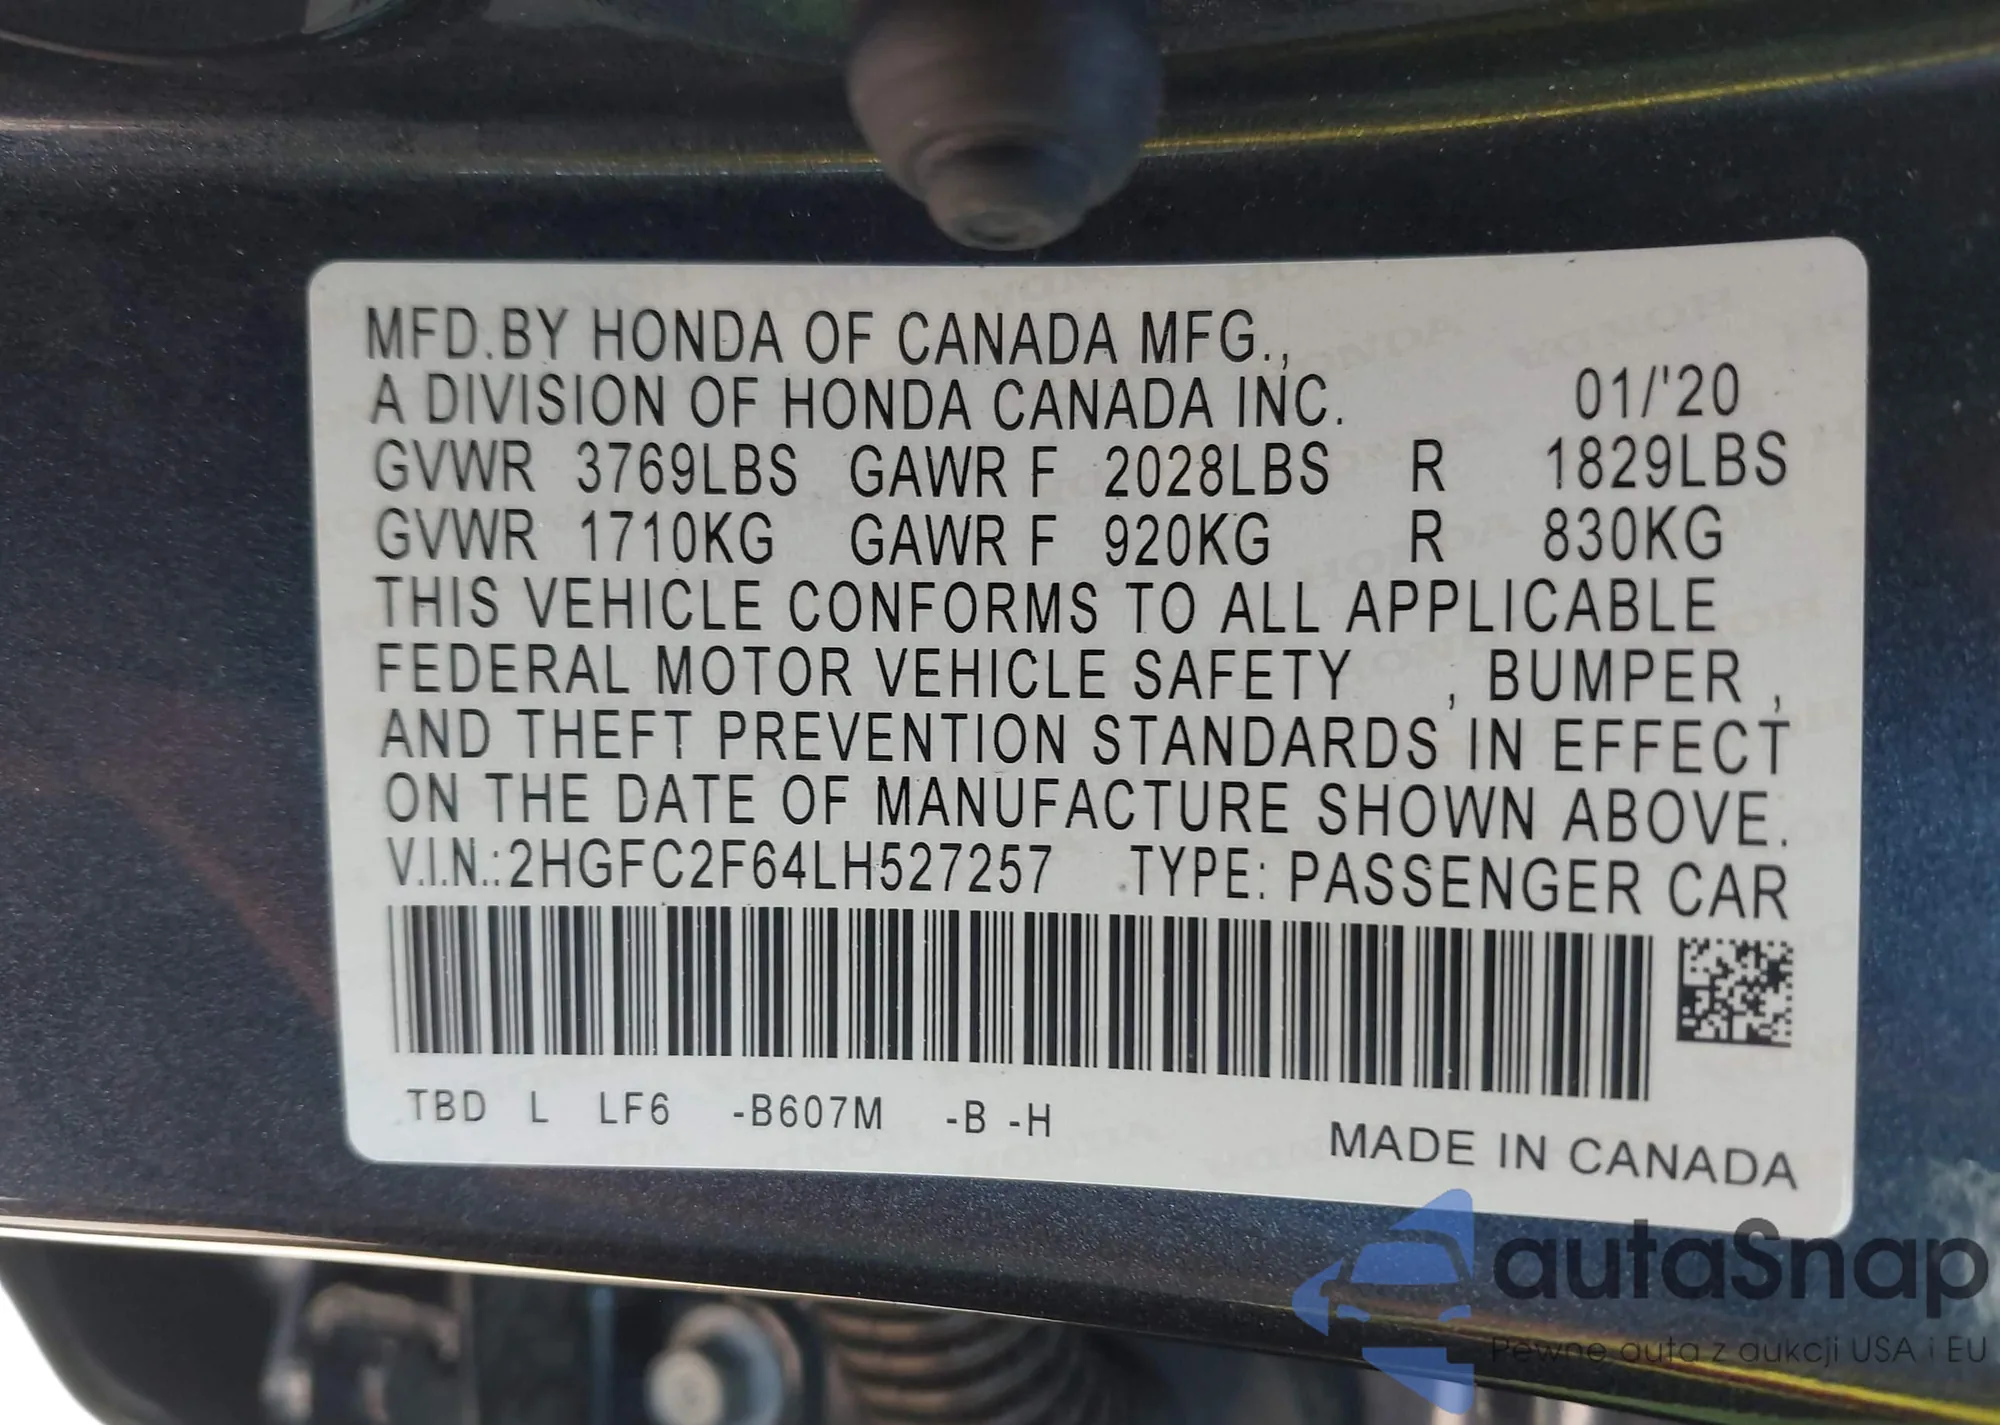 MFD.BY HONDA OF CANADA MFG.,
A DIVISION OF HONDA CANADA INC. 01/'20
GVWR 3769LBS GAWR F 2028LBS R 1829LBS
GVWR 1710KG GAWR F 920KG R 830KG
THIS VEHICLE CONFORMS TO ALL APPLICABLE
FEDERAL MOTOR VEHICLE SAFETY , BUMPER ,
AND THEFT PREVENTION STANDARDS IN EFFECT
ON THE DATE OF MANUFACTURE SHOWN ABOVE.
V.I.N.:2HGFC2F64LH527257 TYPE: PASSENGER CAR
TBD L LF6 -B607M -B -H
MADE IN CANADA
autaSnap
Pewne auta z aukcji USA i EU